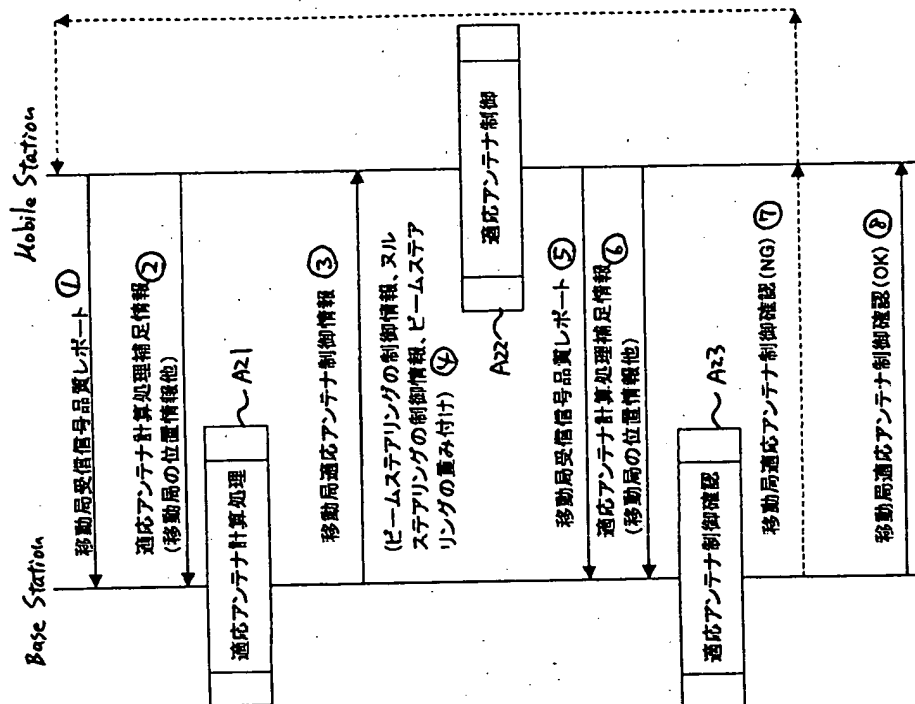 Base Station
Mobile Station
移動局受信信号品質レポート ①
適応アンテナ計算処理補足情報 ②
(移動局の位置情報他)
適応アンテナ計算処理
A21
移動局適応アンテナ制御情報 ③
(ビームステアリングの制御情報、ヌル
ステアリングの制御情報、ビームステア
リングの重み付け) ④
適応アンテナ制御
A22
移動局受信信号品質レポート ⑤
適応アンテナ計算処理補足情報 ⑥
(移動局の位置情報他)
適応アンテナ制御確認
A23
移動局適応アンテナ制御確認(NG) ⑦
移動局適応アンテナ制御確認(OK) ⑧